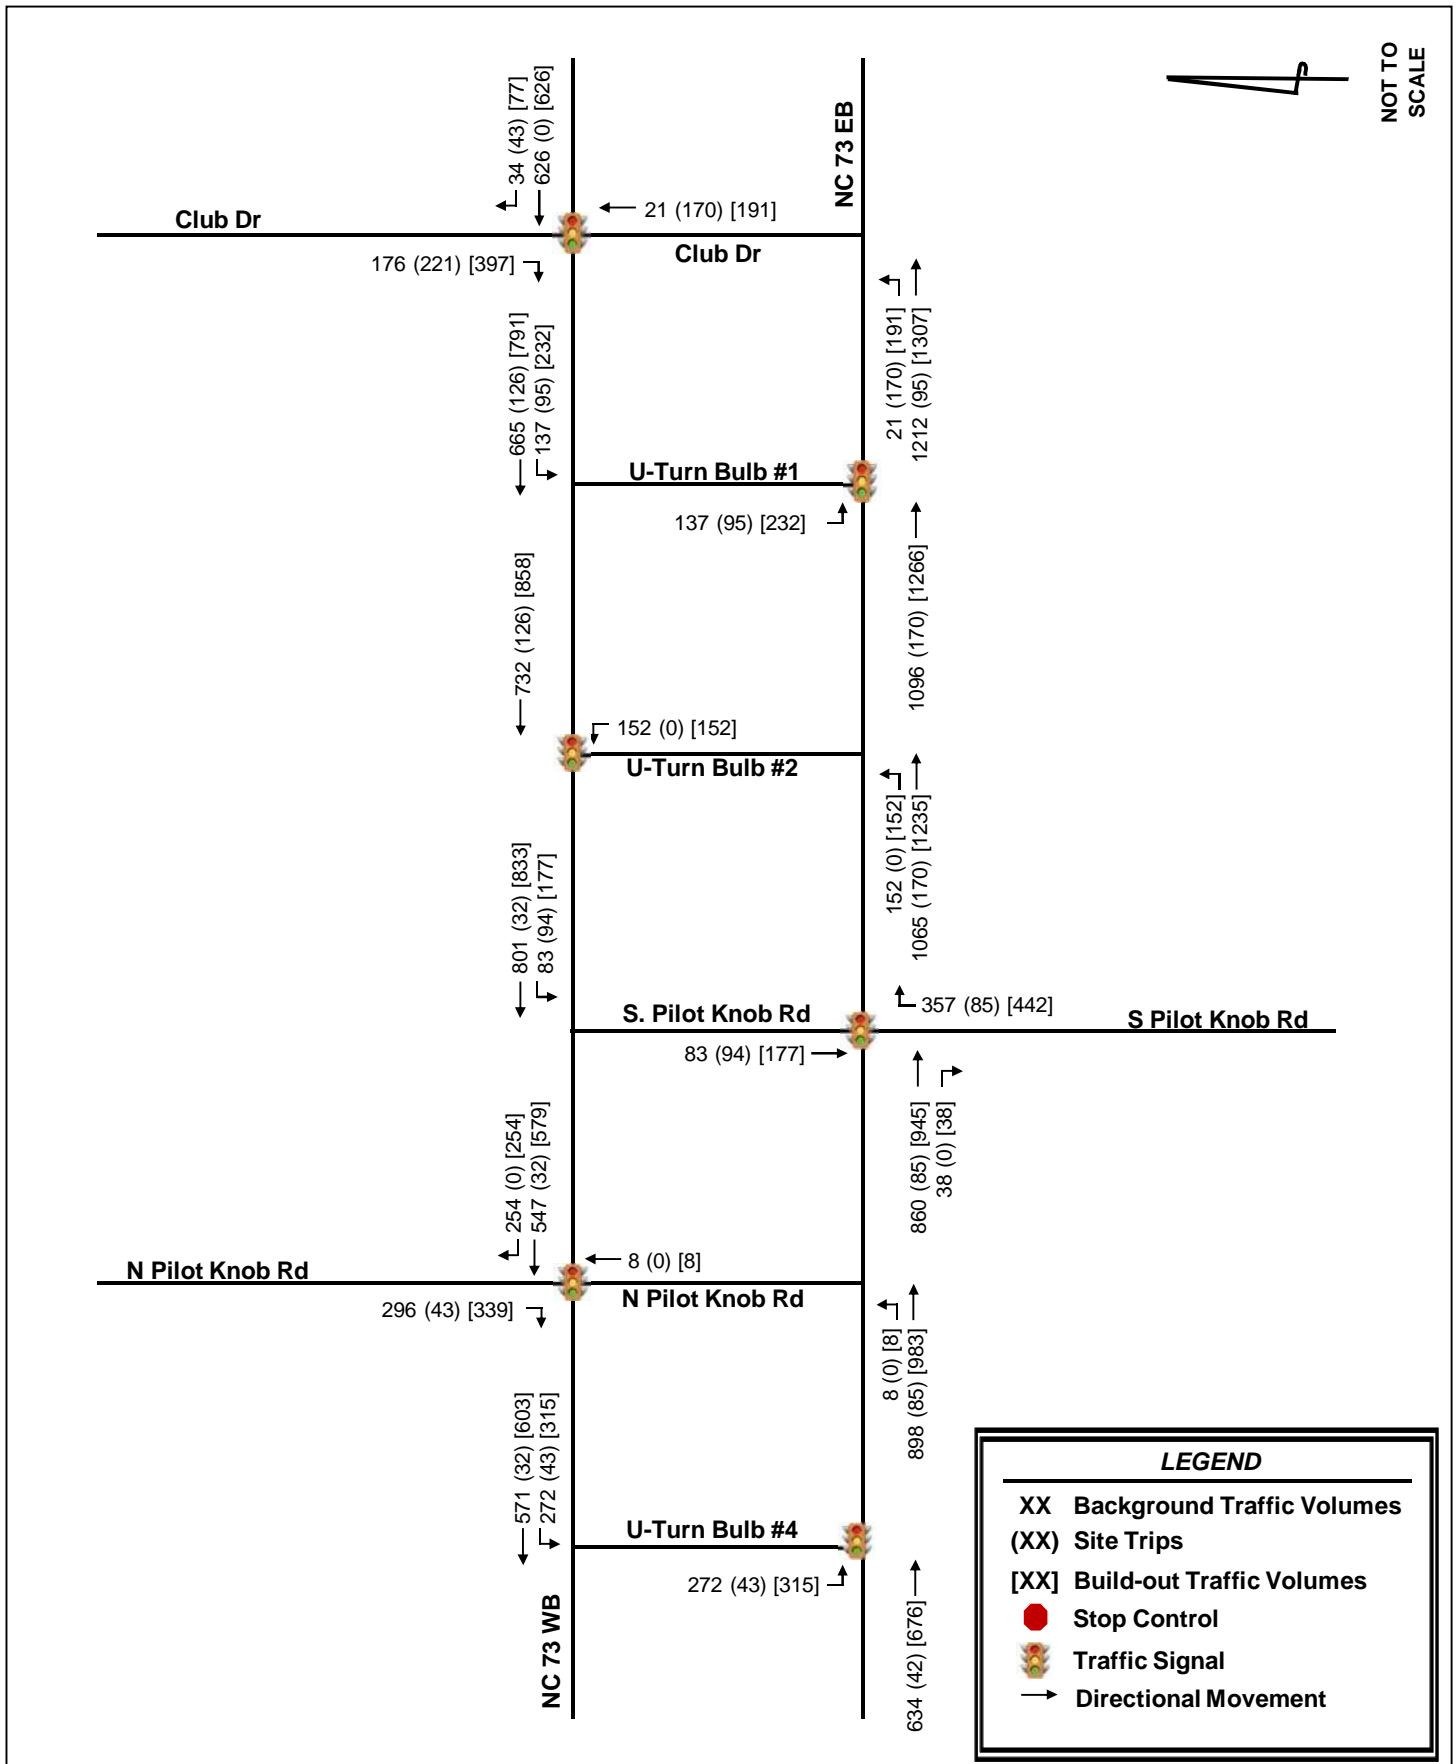 NOT TO
SCALE
34 (43) [77]
626 (0) [626]
NC 73 EB
Club Dr
21 (170) [191]
Club Dr
176 (221) [397]
665 (126) [791]
137 (95) [232]
21 (170) [191]
1212 (95) [1307]
U-Turn Bulb #1
137 (95) [232]
732 (126) [858]
1096 (170) [1266]
152 (0) [152]
U-Turn Bulb #2
801 (32) [833]
83 (94) [177]
152 (0) [152]
1065 (170) [1235]
357 (85) [442]
S. Pilot Knob Rd
S Pilot Knob Rd
83 (94) [177]
254 (0) [254]
547 (32) [579]
860 (85) [945]
38 (0) [38]
8 (0) [8]
N Pilot Knob Rd
N Pilot Knob Rd
296 (43) [339]
8 (0) [8]
898 (85) [983]
571 (32) [603]
272 (43) [315]
U-Turn Bulb #4
272 (43) [315]
NC 73 WB
634 (42) [676]
LEGEND
XX Background Traffic Volumes
(XX) Site Trips
[XX] Build-out Traffic Volumes
Stop Control
Traffic Signal
Directional Movement